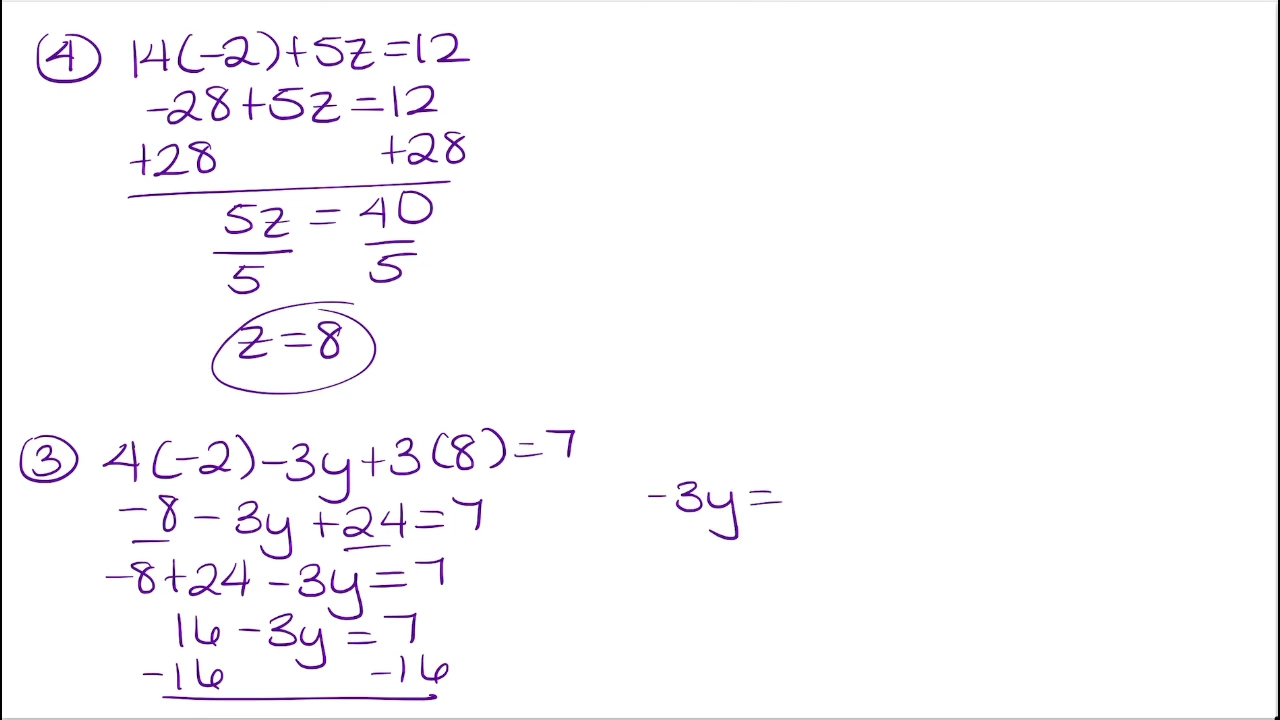 ④ 14(-2)+5z=12
-28+5z=12
+28 +28
5z = 40
5 5
z=8
③ 4(-2)-3y+3(8)=7
-8-3y+24=7
-8+24-3y=7
16-3y=7
-16 -16
-3y=